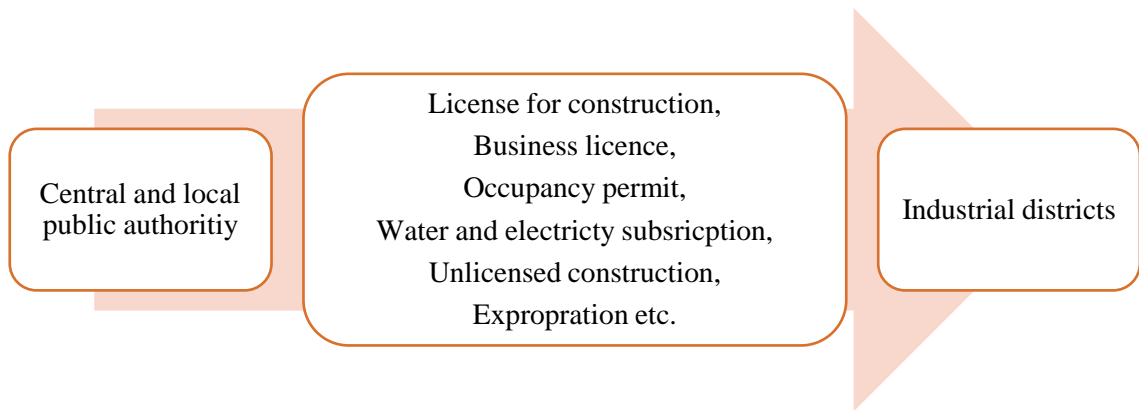 Central and local
public authoritiy
License for construction,
Business licence,
Occupancy permit,
Water and electricty subsricption,
Unlicensed construction,
Expropration etc.
Industrial districts